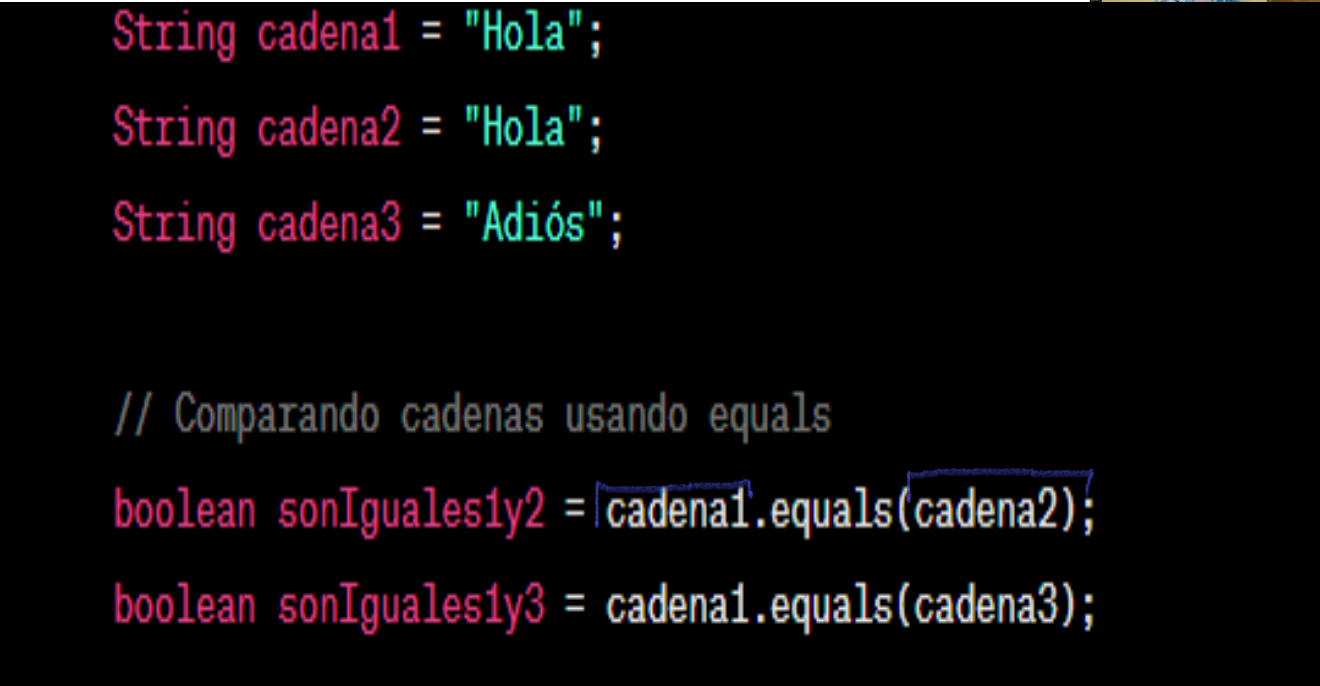 String cadena1 = "Hola";
String cadena2 = "Hola";
String cadena3 = "Adiós";
// Comparando cadenas usando equals
boolean sonIguales1y2 = cadena1.equals(cadena2);
boolean sonIguales1y3 = cadena1.equals(cadena3);